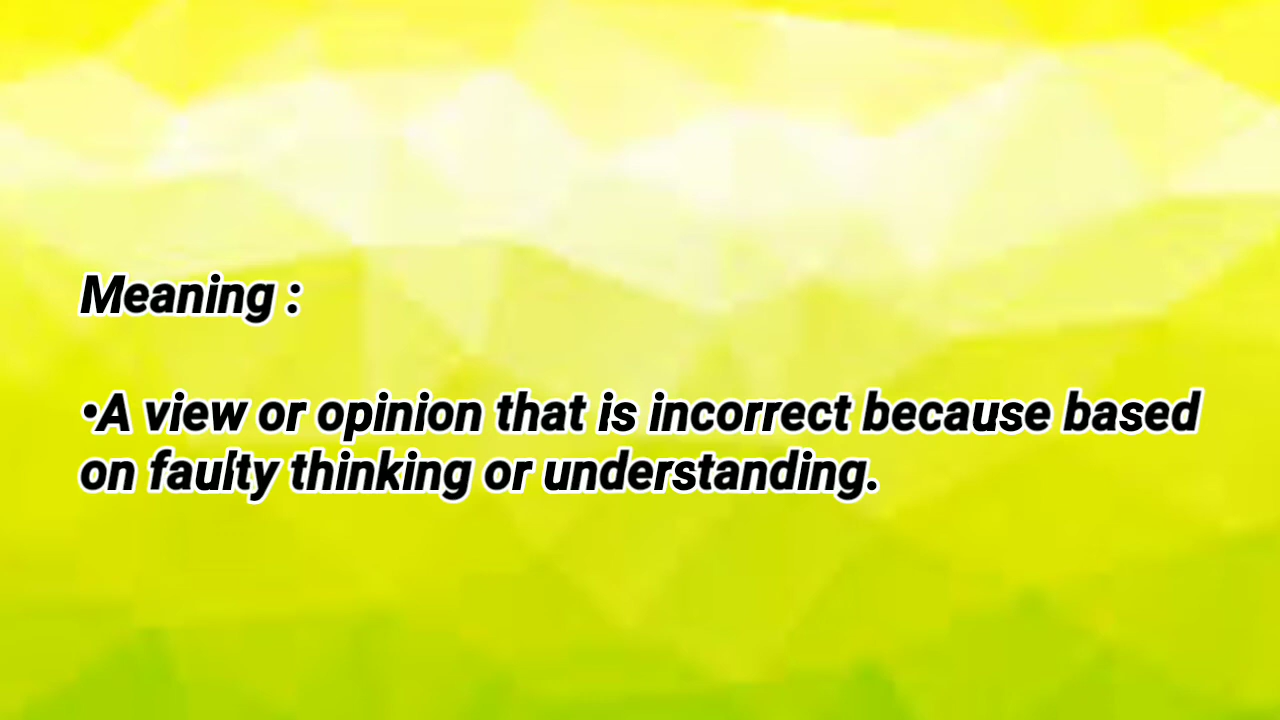 Meaning :
•A view or opinion that is incorrect because based
on faulty thinking or understanding.